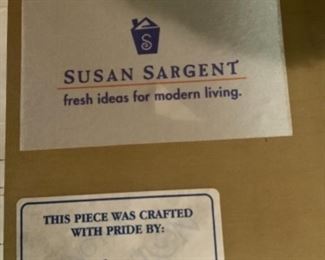 S
SUSAN SARGENT
fresh ideas for modern living.
THIS PIECE WAS CRAFTED
WITH PRIDE BY: